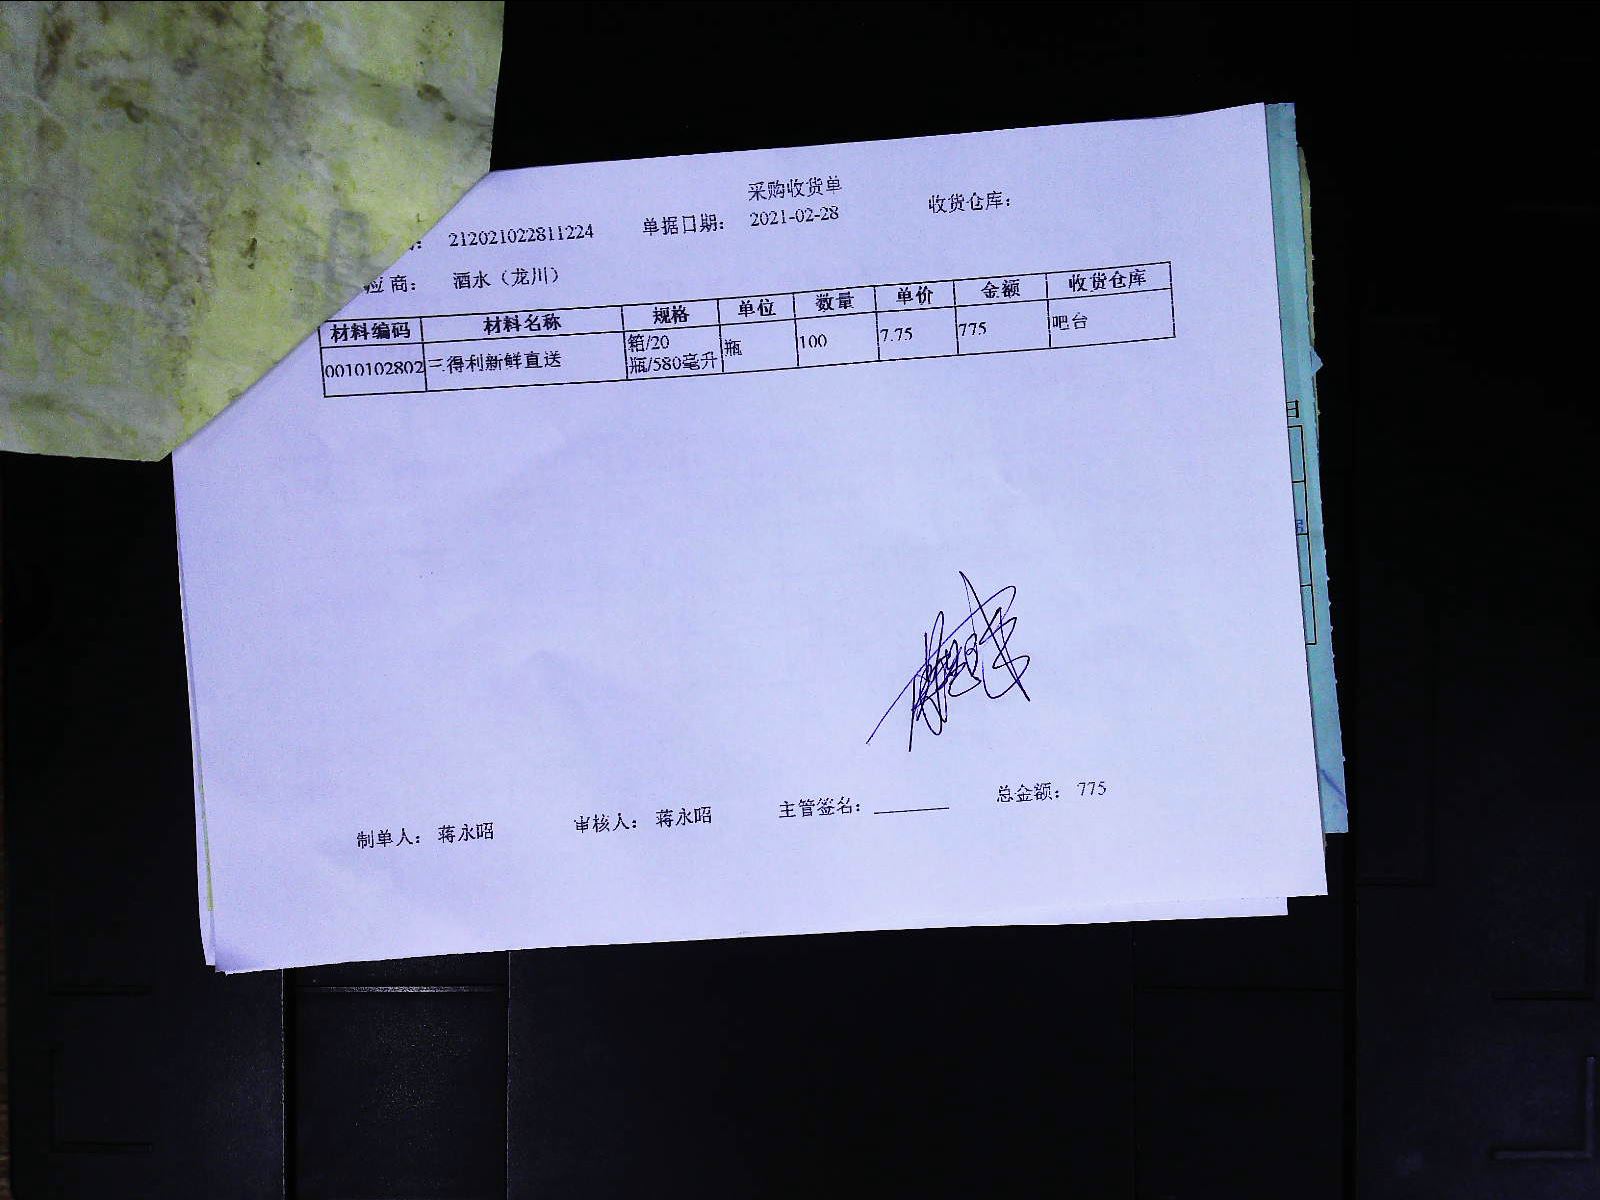 采购收货单
: 212021022811224 单据日期: 2021-02-28 收货仓库:
应商: 酒水（龙川）
材料编码 材料名称 规格 单位 数量 单价 金额 收货仓库
0010102802 三得利新鲜直送 箱/20 瓶/580毫升 瓶 100 7.75 775 吧台
制单人: 蒋永昭 审核人: 蒋永昭 主管签名: ________ 总金额: 775
日